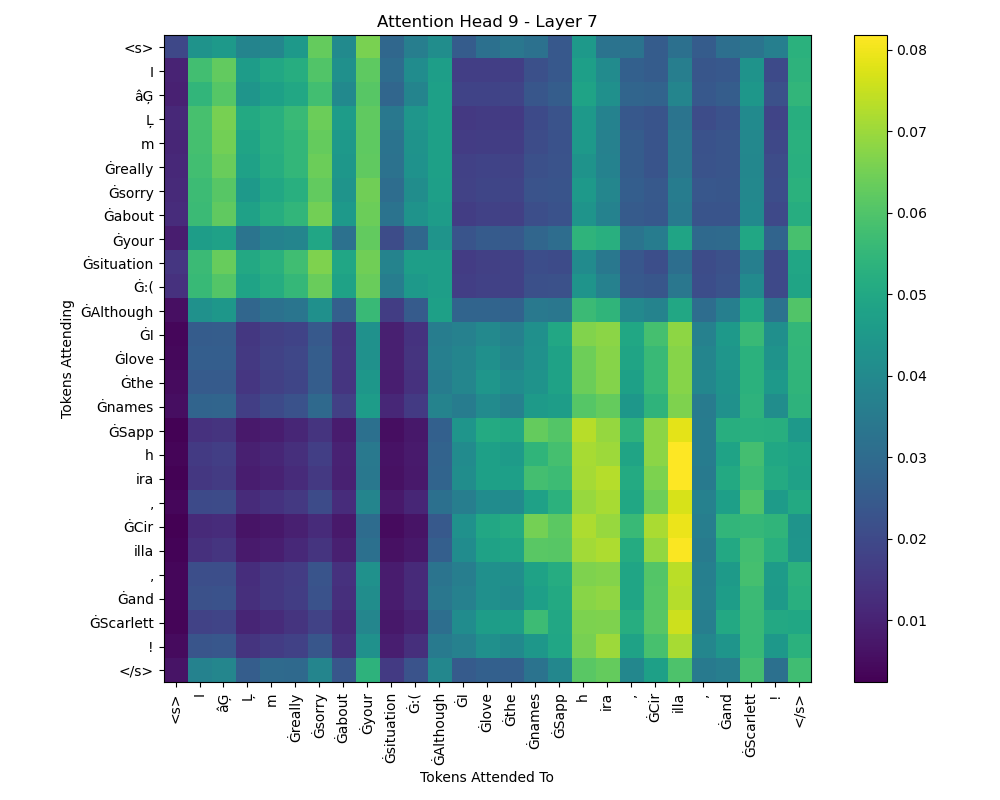 Attention Head 9 - Layer 7
Tokens Attending
<s>
I
âĢ
Ļ
m
Ġreally
Ġsorry
Ġabout
Ġyour
Ġsituation
Ġ:(
ĠAlthough
ĠI
Ġlove
Ġthe
Ġnames
ĠSapp
h
ira
,
ĠCir
illa
,
Ġand
ĠScarlett
!
</s>
<s>
I
âĢ
Ļ
m
Ġreally
Ġsorry
Ġabout
Ġyour
Ġsituation
Ġ:(
ĠAlthough
ĠI
Ġlove
Ġthe
Ġnames
ĠSapp
h
ira
,
ĠCir
illa
,
Ġand
ĠScarlett
!
</s>
Tokens Attended To
0.08
0.07
0.06
0.05
0.04
0.03
0.02
0.01